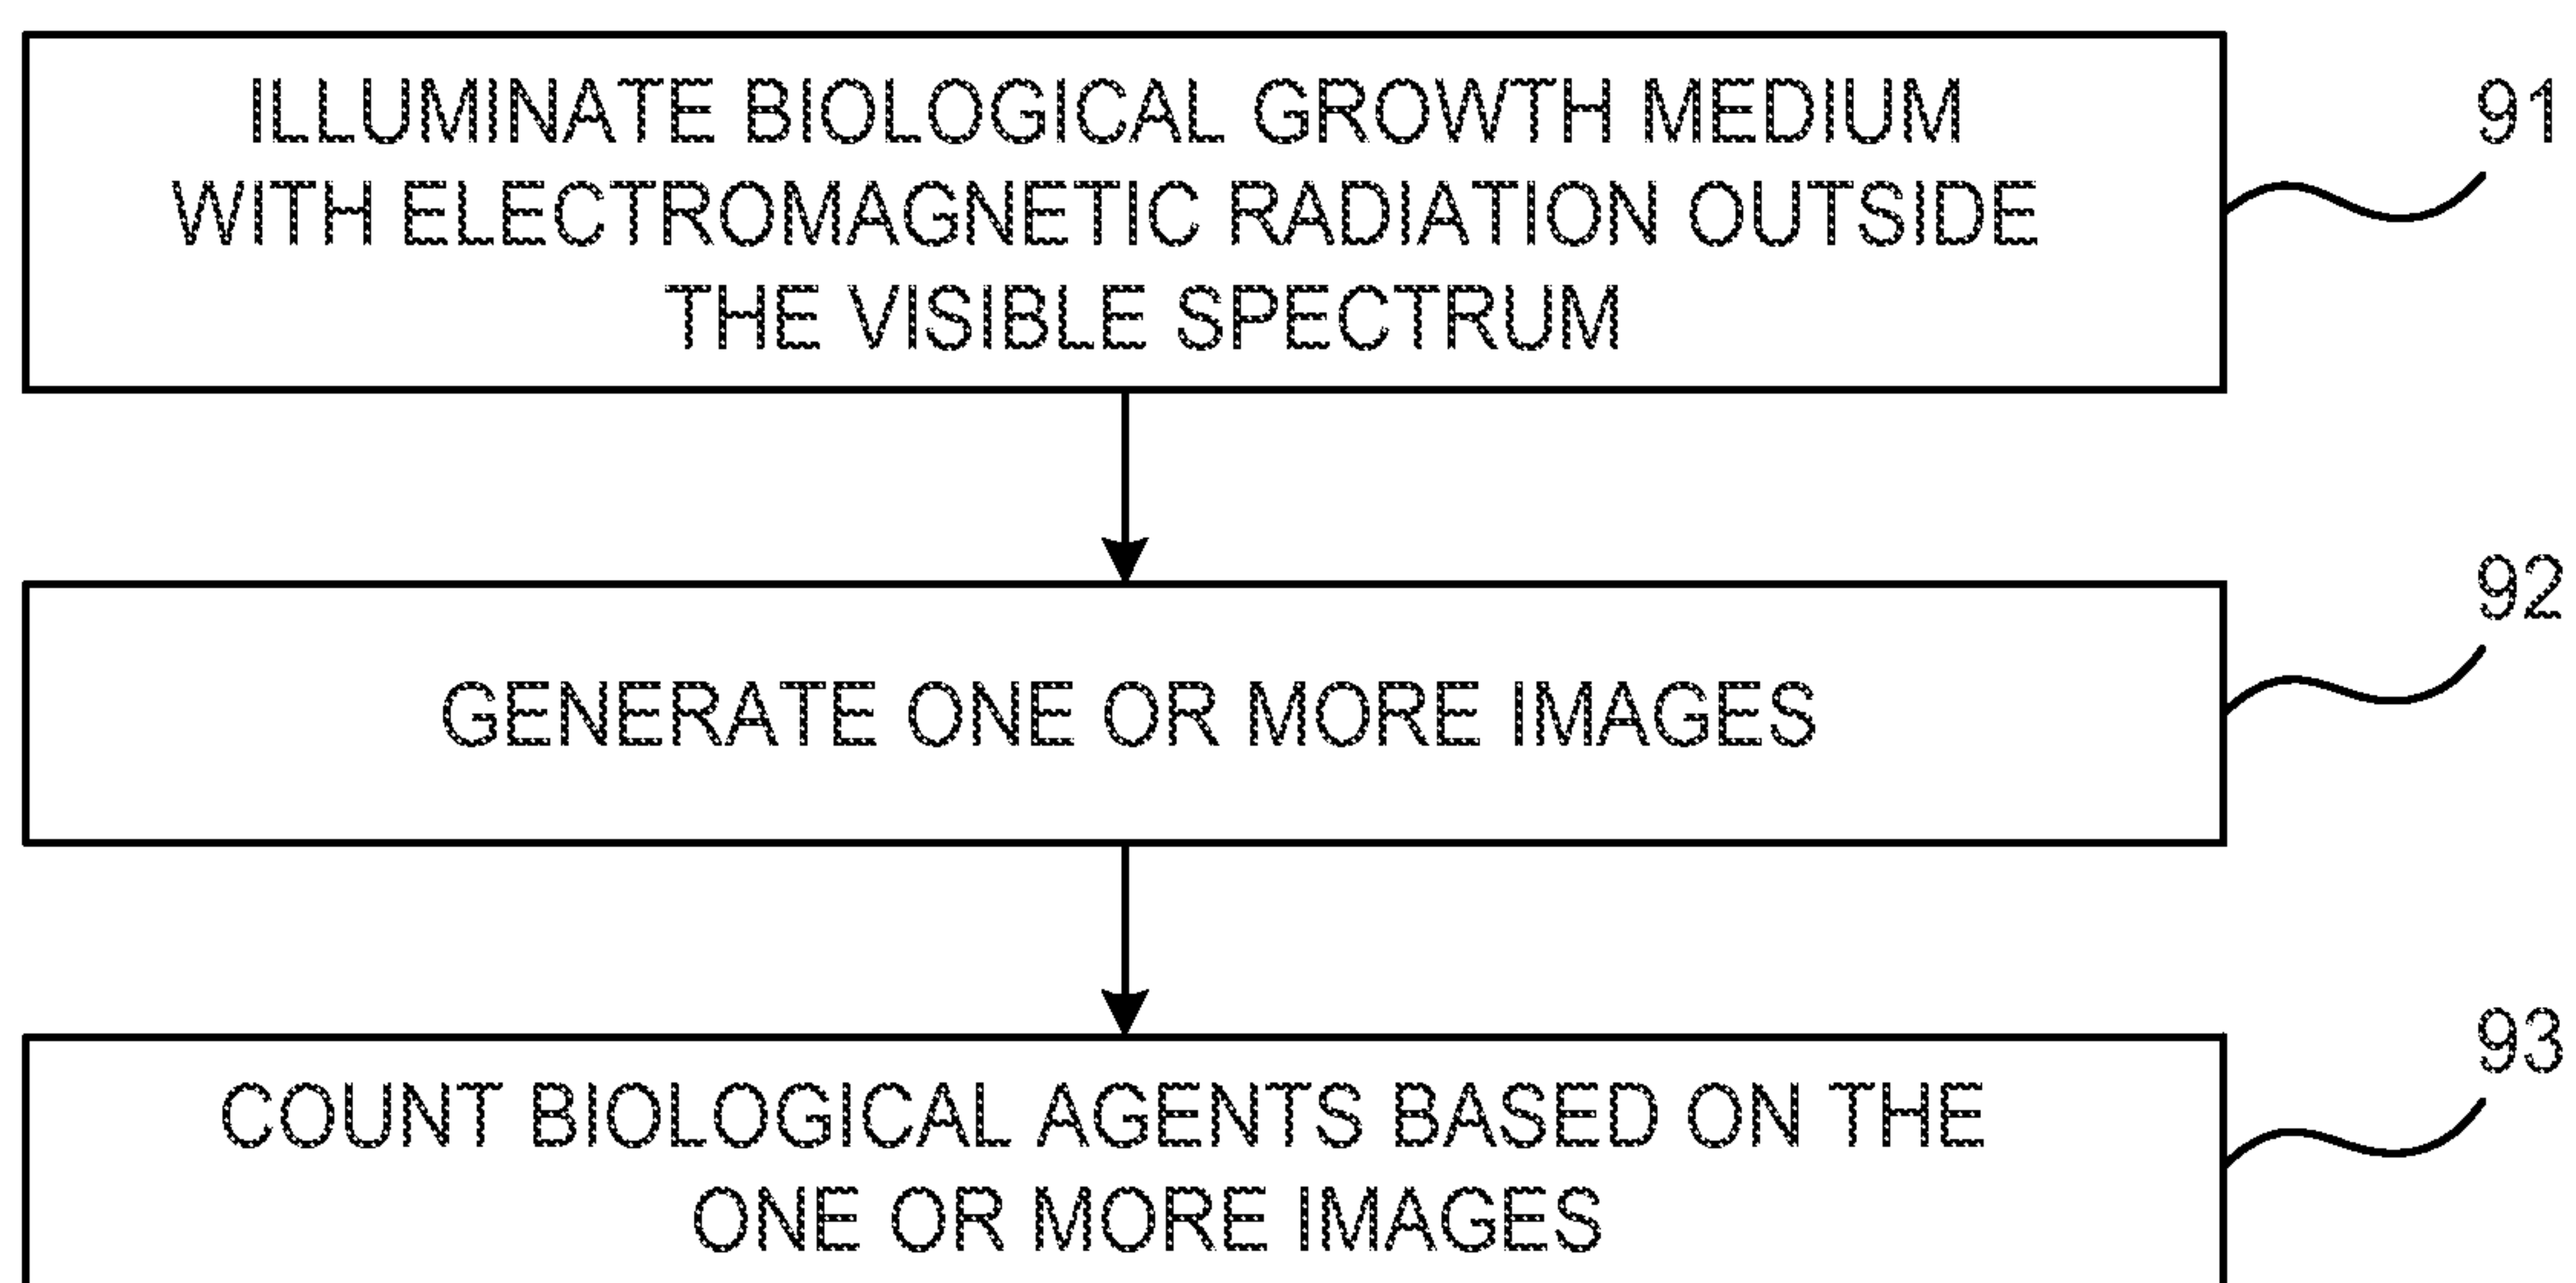 ILLUMINATE BIOLOGICAL GROWTH MEDIUM
WITH ELECTROMAGNETIC RADIATION OUTSIDE
THE VISIBLE SPECTRUM
91
GENERATE ONE OR MORE IMAGES
92
COUNT BIOLOGICAL AGENTS BASED ON THE
ONE OR MORE IMAGES
93